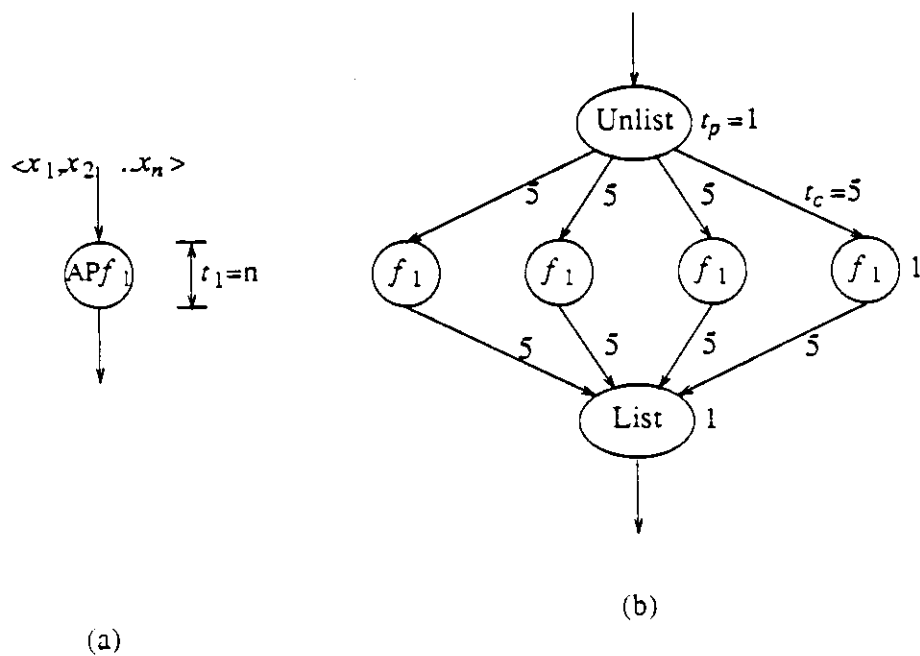 <x₁,x₂ ..xₙ>
APf₁
t₁=n
(a)
Unlist
tₚ=1
5
5
5
t_c=5
f₁
f₁
f₁
f₁
1
5
5
5
5
List
1
(b)